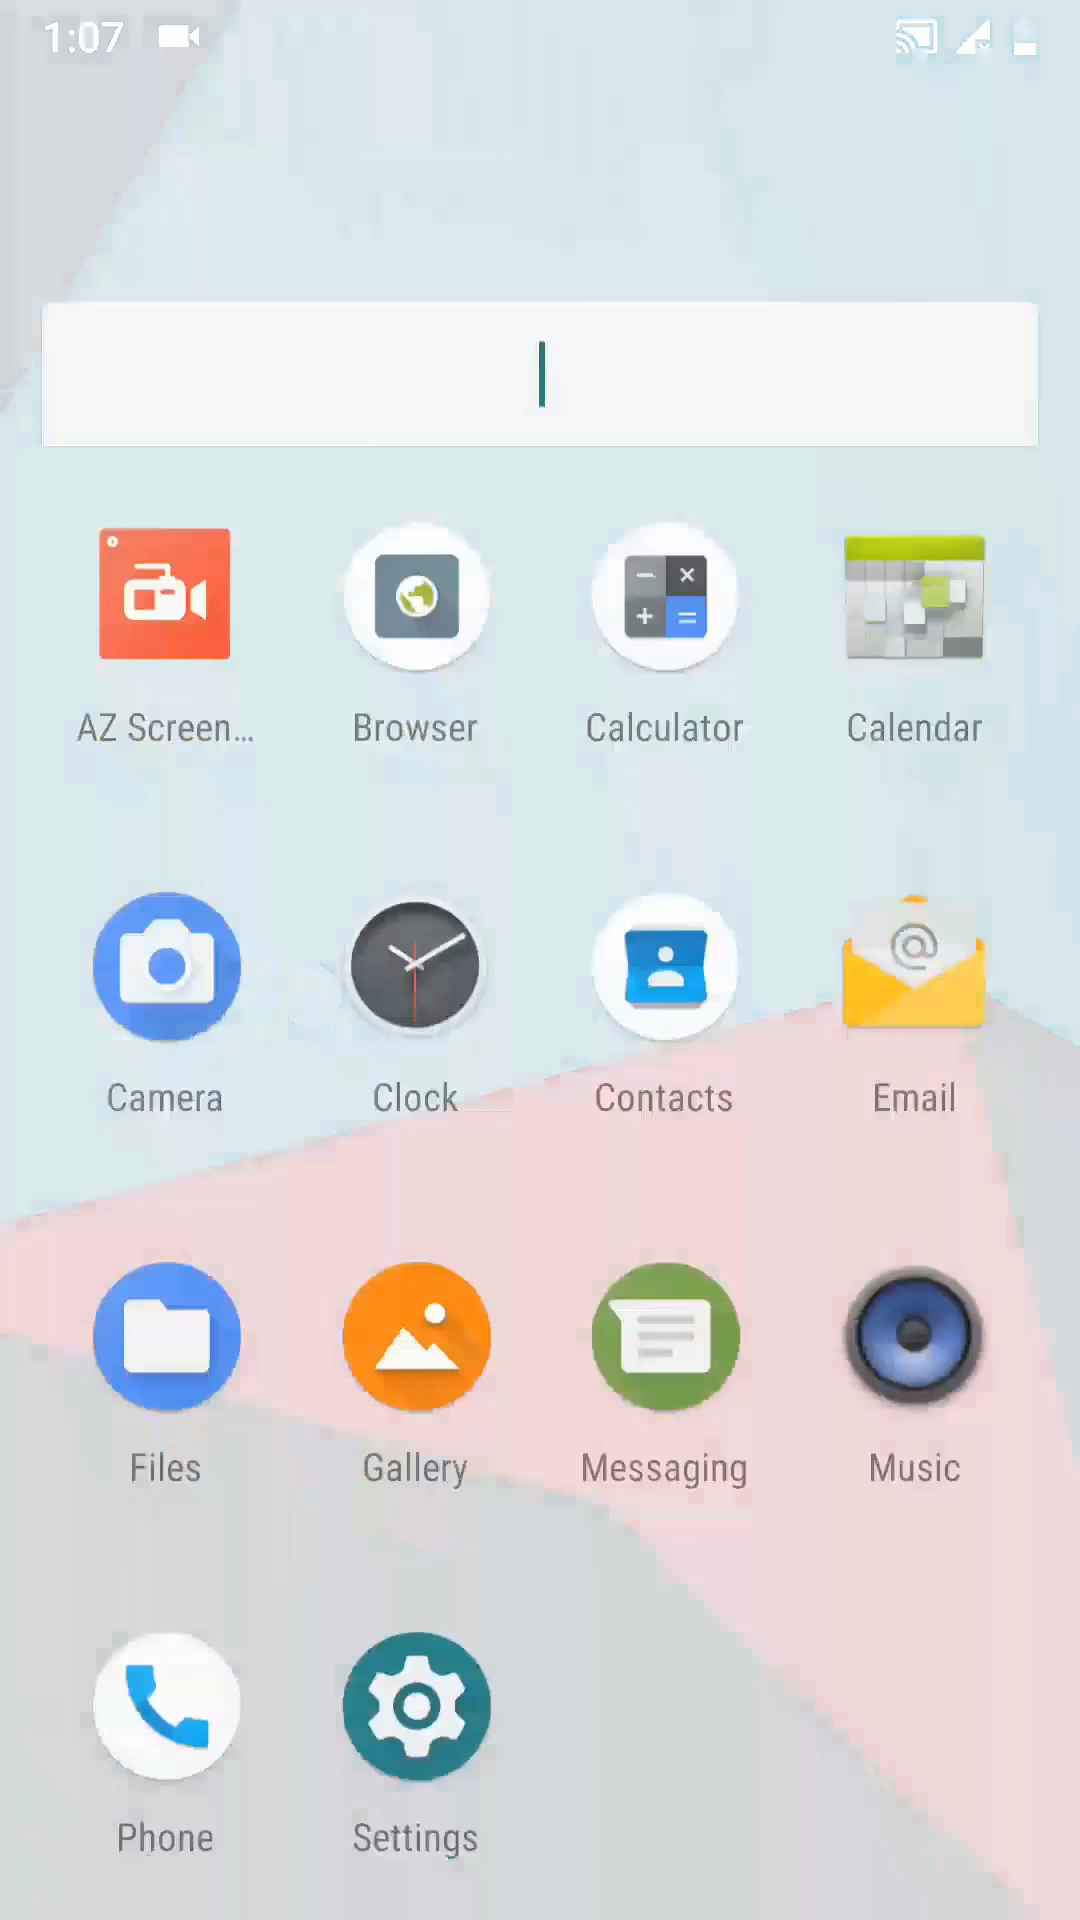 1:07
AZ Screen…
Browser
Calculator
Calendar
Camera
Clock
Contacts
Email
Files
Gallery
Messaging
Music
Phone
Settings